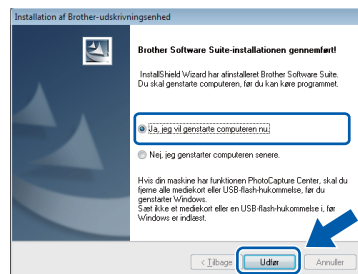 Installation af Brother-udskrivningsenhed
Brother Software Suite-installationen gennemført!
InstallShield Wizard har afinstalleret Brother Software Suite.
Du skal genstarte computeren, før du kan køre programmet.
Ja, jeg vil genstarte computeren nu.
Nej, jeg genstarter computeren senere.
Hvis din maskine har funktionen PhotoCapture Center, skal du
fjerne alle mediekort eller USB-flash-hukommelse, før du
genstarter Windows.
Sæt ikke et mediekort eller en USB-flash-hukommelse i, før
Windows er indlæst.
< Tilbage Udfør Annuller